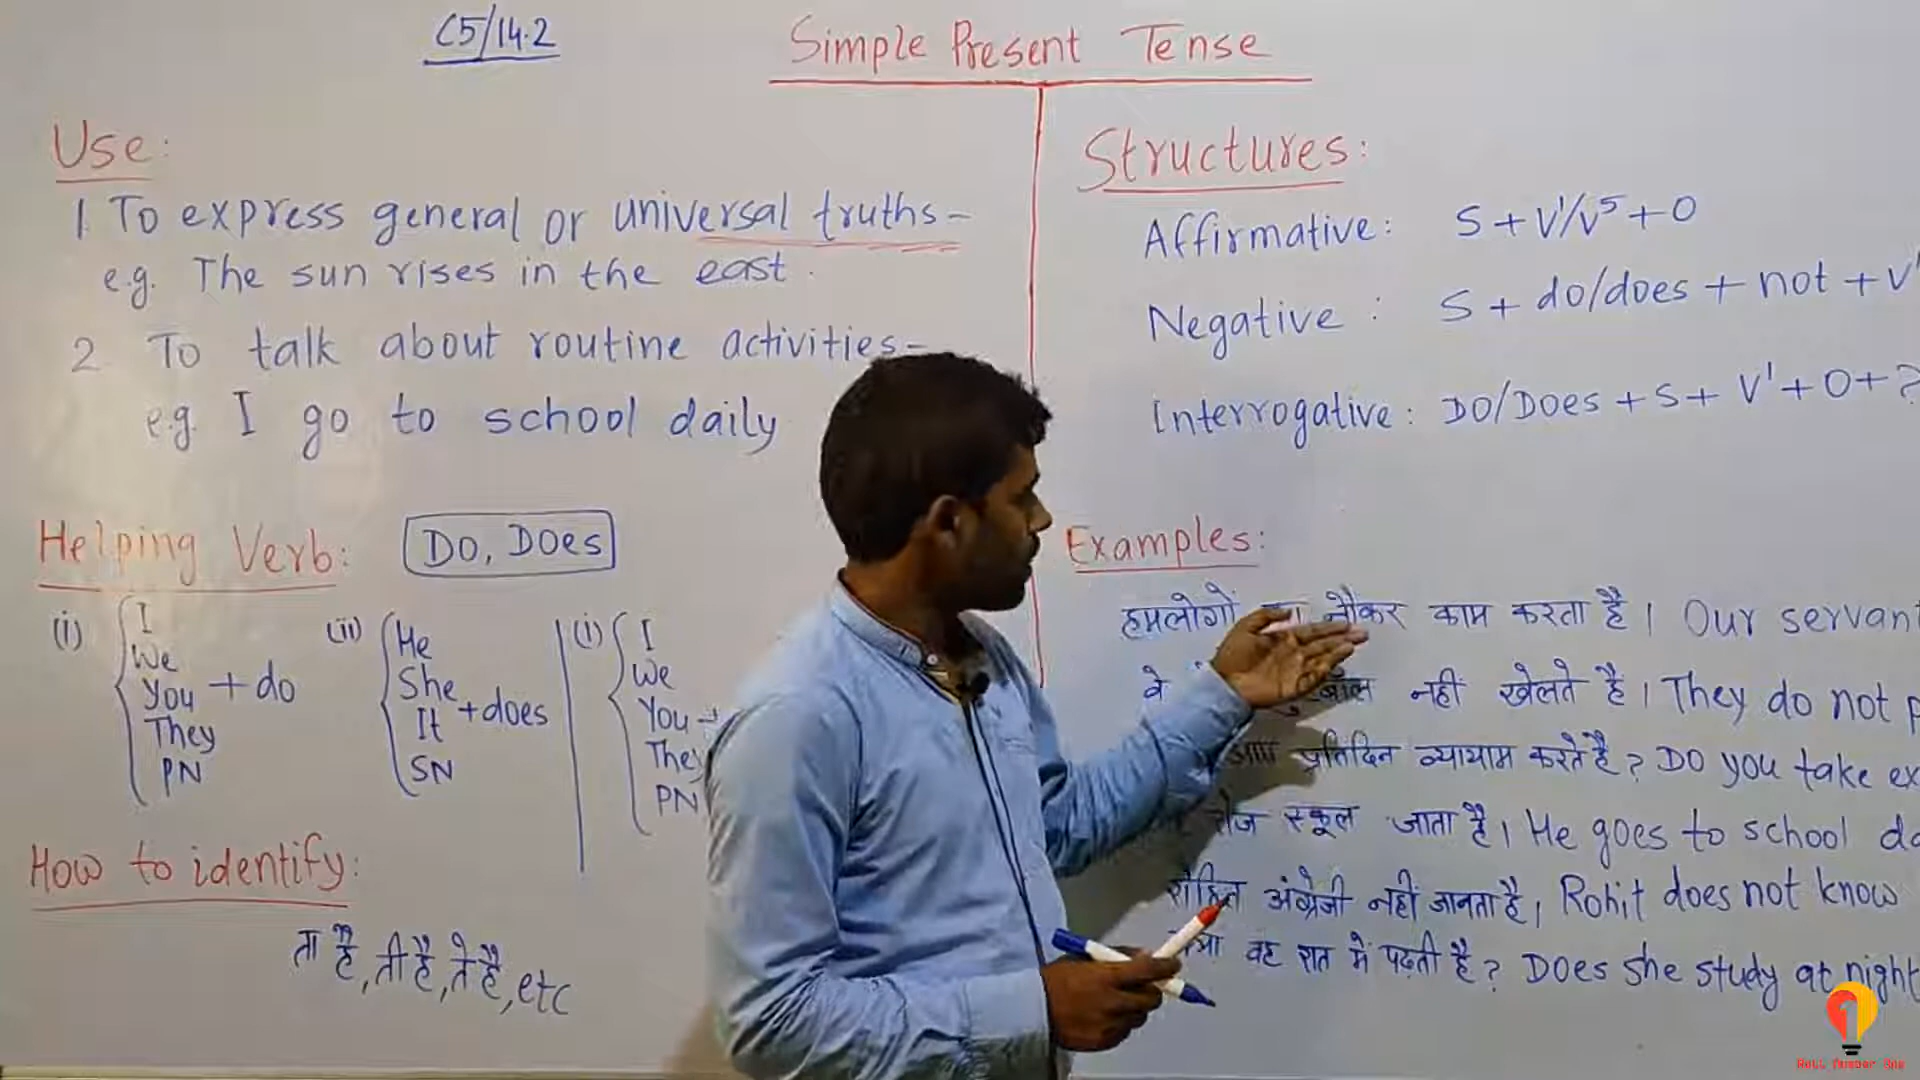 C5/14.2
Simple Present Tense
Use:
1. To express general or universal truths-
e.g. The sun rises in the east.
2. To talk about routine activities-
e.g. I go to school daily
Helping Verb: Do, Does
(i) I
We
You + do
They
PN
(ii) He
She
It + does
SN
(i) I
We
You
They
PN
How to identify:
ता है, ती है, ते है, etc
Structures:
Affirmative: S + V¹/V⁵ + O
Negative: S + do/does + not + V¹
Interrogative: Do/Does + S + V¹ + O + ?
Examples:
हमलोगों का नौकर काम करता है। Our servant
वे नहीं खेलते है। They do not
आप प्रतिदिन व्यायाम करते है? Do you take
रोज स्कूल जाता है। He goes to school
रोहित अंग्रेजी नही जानता है। Rohit does not know
वह रात मे पढ़ती है? Does she study at night
Roll Number One